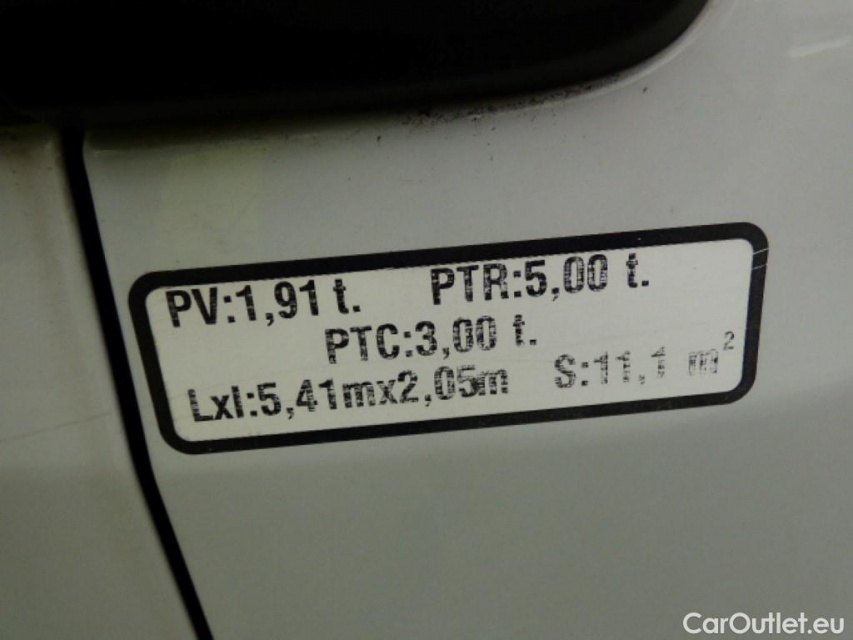 PV:1,91 t. PTR:5,00 t.
PTC:3,00 t.
Lxl:5,41mx2,05m S:11,1 m²
CarOutlet.eu